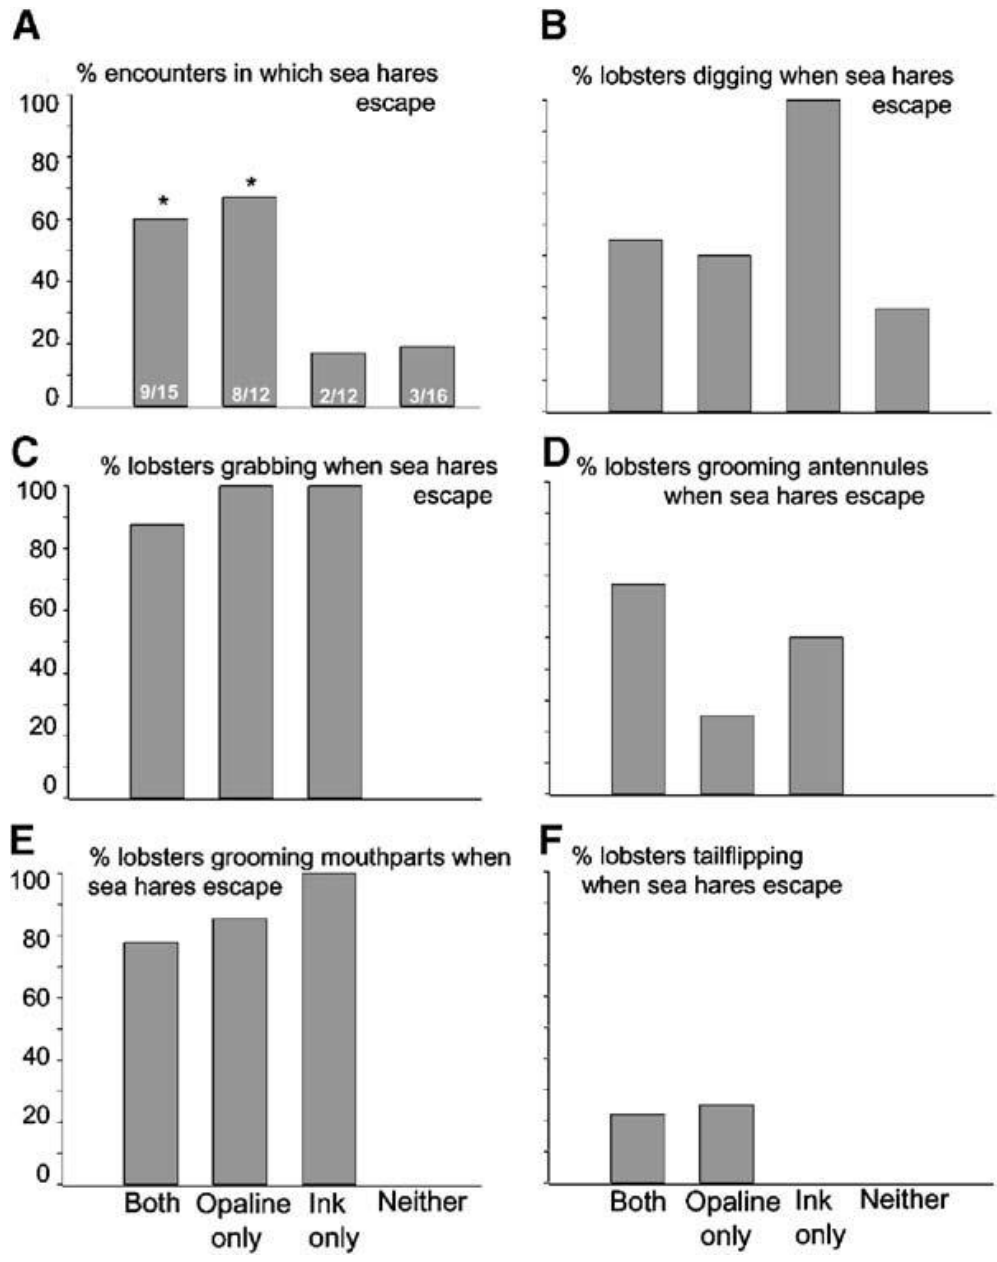 A
% encounters in which sea hares
escape
100
80
60
40
20
0
*
*
9/15
8/12
2/12
3/16
B
% lobsters digging when sea hares
escape
C
% lobsters grabbing when sea hares
escape
100
80
60
40
20
0
D
% lobsters grooming antennules
when sea hares escape
E
% lobsters grooming mouthparts when
sea hares escape
100
80
60
40
20
0
Both Opaline Ink Neither
only only
F
% lobsters tailflipping
when sea hares escape
Both Opaline Ink Neither
only only